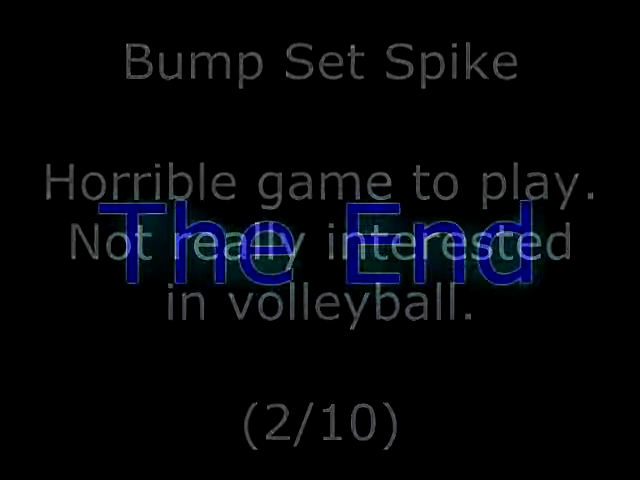 Bump Set Spike
Horrible game to play.
The End
Not really interested
in volleyball.
(2/10)